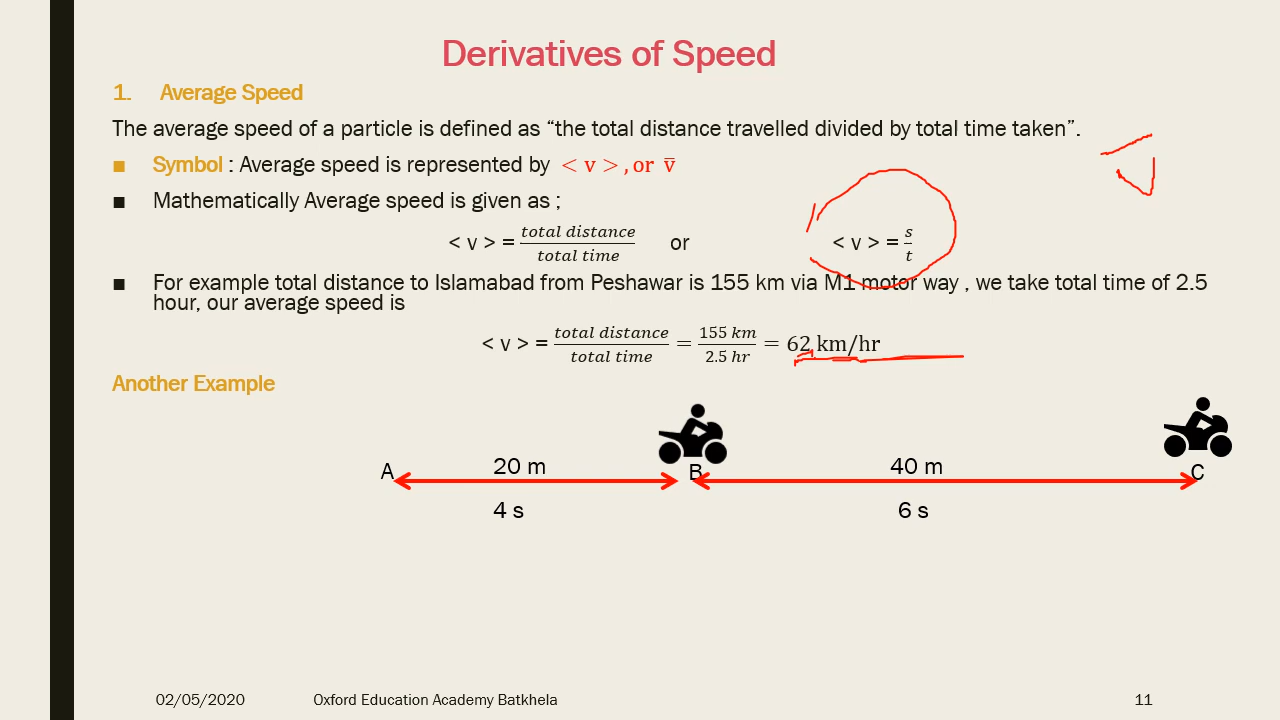 Derivatives of Speed
1. Average Speed
The average speed of a particle is defined as “the total distance travelled divided by total time taken”.
■ Symbol : Average speed is represented by < v > , or v̅
■ Mathematically Average speed is given as ;
< v > = total distance / total time or < v > = s / t
■ For example total distance to Islamabad from Peshawar is 155 km via M1 motor way , we take total time of 2.5
hour, our average speed is
< v > = total distance / total time = 155 km / 2.5 hr = 62 km/hr
Another Example
A 20 m B 40 m C
4 s 6 s
02/05/2020 Oxford Education Academy Batkhela 11